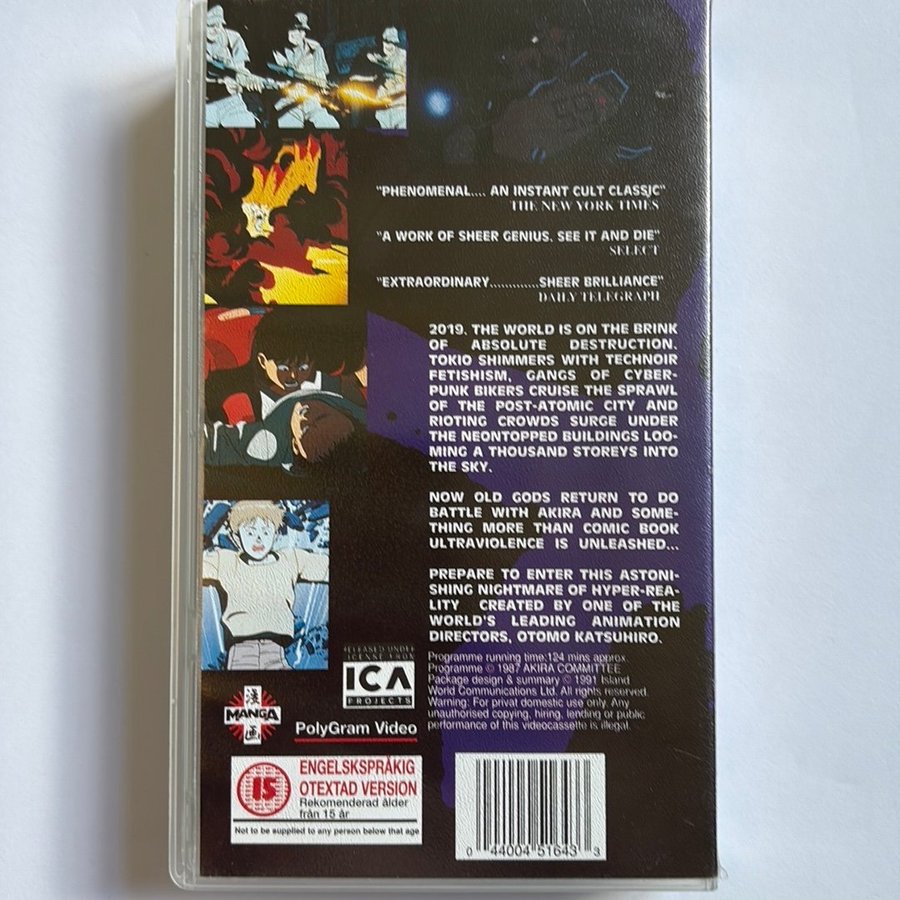 "PHENOMENAL.... AN INSTANT CULT CLASSIC"
THE NEW YORK TIMES
"A WORK OF SHEER GENIUS. SEE IT AND DIE"
SELECT
"EXTRAORDINARY............SHEER BRILLIANCE"
DAILY TELEGRAPH
2019. THE WORLD IS ON THE BRINK
OF ABSOLUTE DESTRUCTION.
TOKIO SHIMMERS WITH TECHNOIR
FETISHISM, GANGS OF CYBER-
PUNK BIKERS CRUISE THE SPRAWL
OF THE POST-ATOMIC CITY AND
RIOTING CROWDS SURGE UNDER
THE NEONTOPPED BUILDINGS LOO-
MING A THOUSAND STOREYS INTO
THE SKY.
NOW OLD GODS RETURN TO DO
BATTLE WITH AKIRA AND SOME-
THING MORE THAN COMIC BOOK
ULTRAVIOLENCE IS UNLEASHED...
PREPARE TO ENTER THIS ASTONI-
SHING NIGHTMARE OF HYPER-REA-
LITY CREATED BY ONE OF THE
WORLD'S LEADING ANIMATION
DIRECTORS, OTOMO KATSUHIRO.
Programme running time:124 mins approx.
Programme © 1987 AKIRA COMMITTEE
Package design & summary © 1991 Island
World Communications Ltd. All rights reserved.
Warning: For privat domestic use only. Any
unauthorised copying, hiring, lending or public
performance of this videocassette is illegal.
RELEASED UNDER
LICENSE FROM
ICA
PROJECTS
漫
MANGA
画
PolyGram Video
15
ENGELSKSPRÅKIG
OTEXTAD VERSION
Rekomenderad ålder
från 15 år
Not to be supplied to any person below that age
0 44004 51643 3